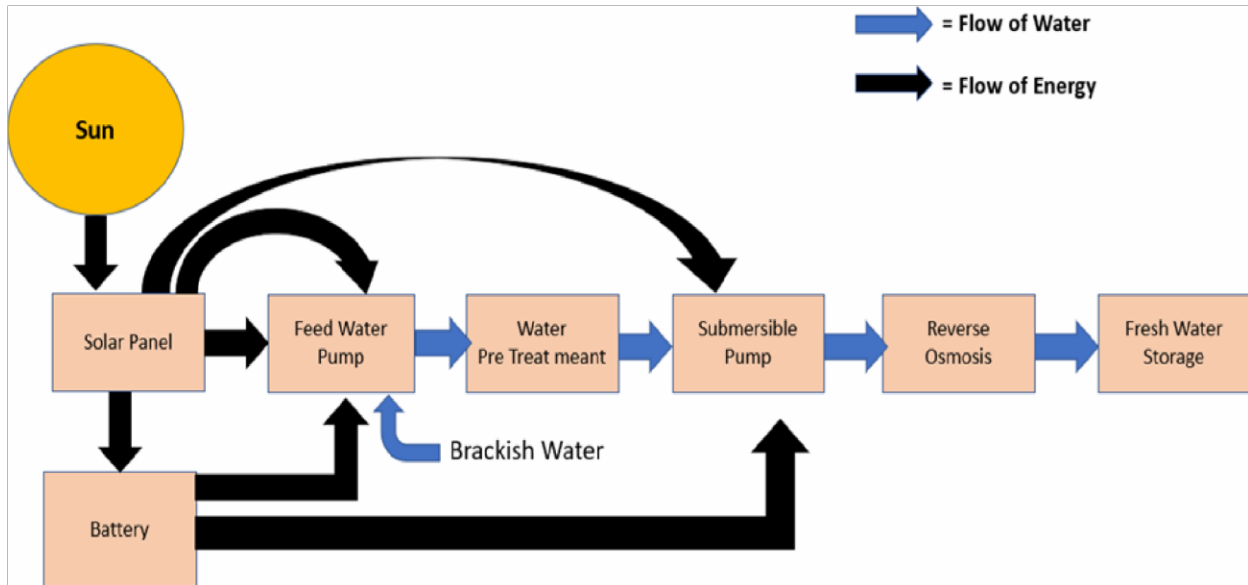 = Flow of Water
= Flow of Energy
Sun
Solar Panel
Feed Water
Pump
Water
Pre Treat meant
Submersible
Pump
Reverse
Osmosis
Fresh Water
Storage
Brackish Water
Battery